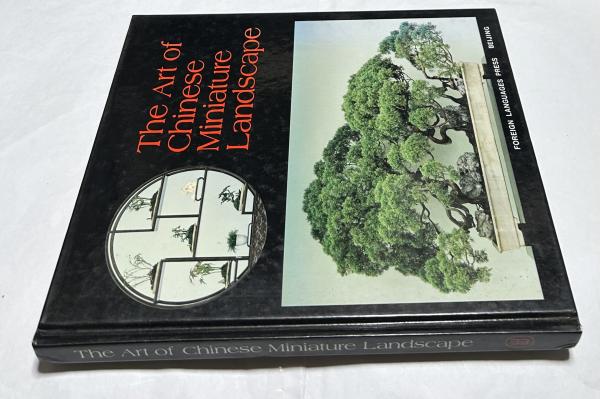 The Art of
Chinese
Miniature
Landscape
FOREIGN LANGUAGES PRESS BEIJING
The Art of Chinese Miniature Landscape